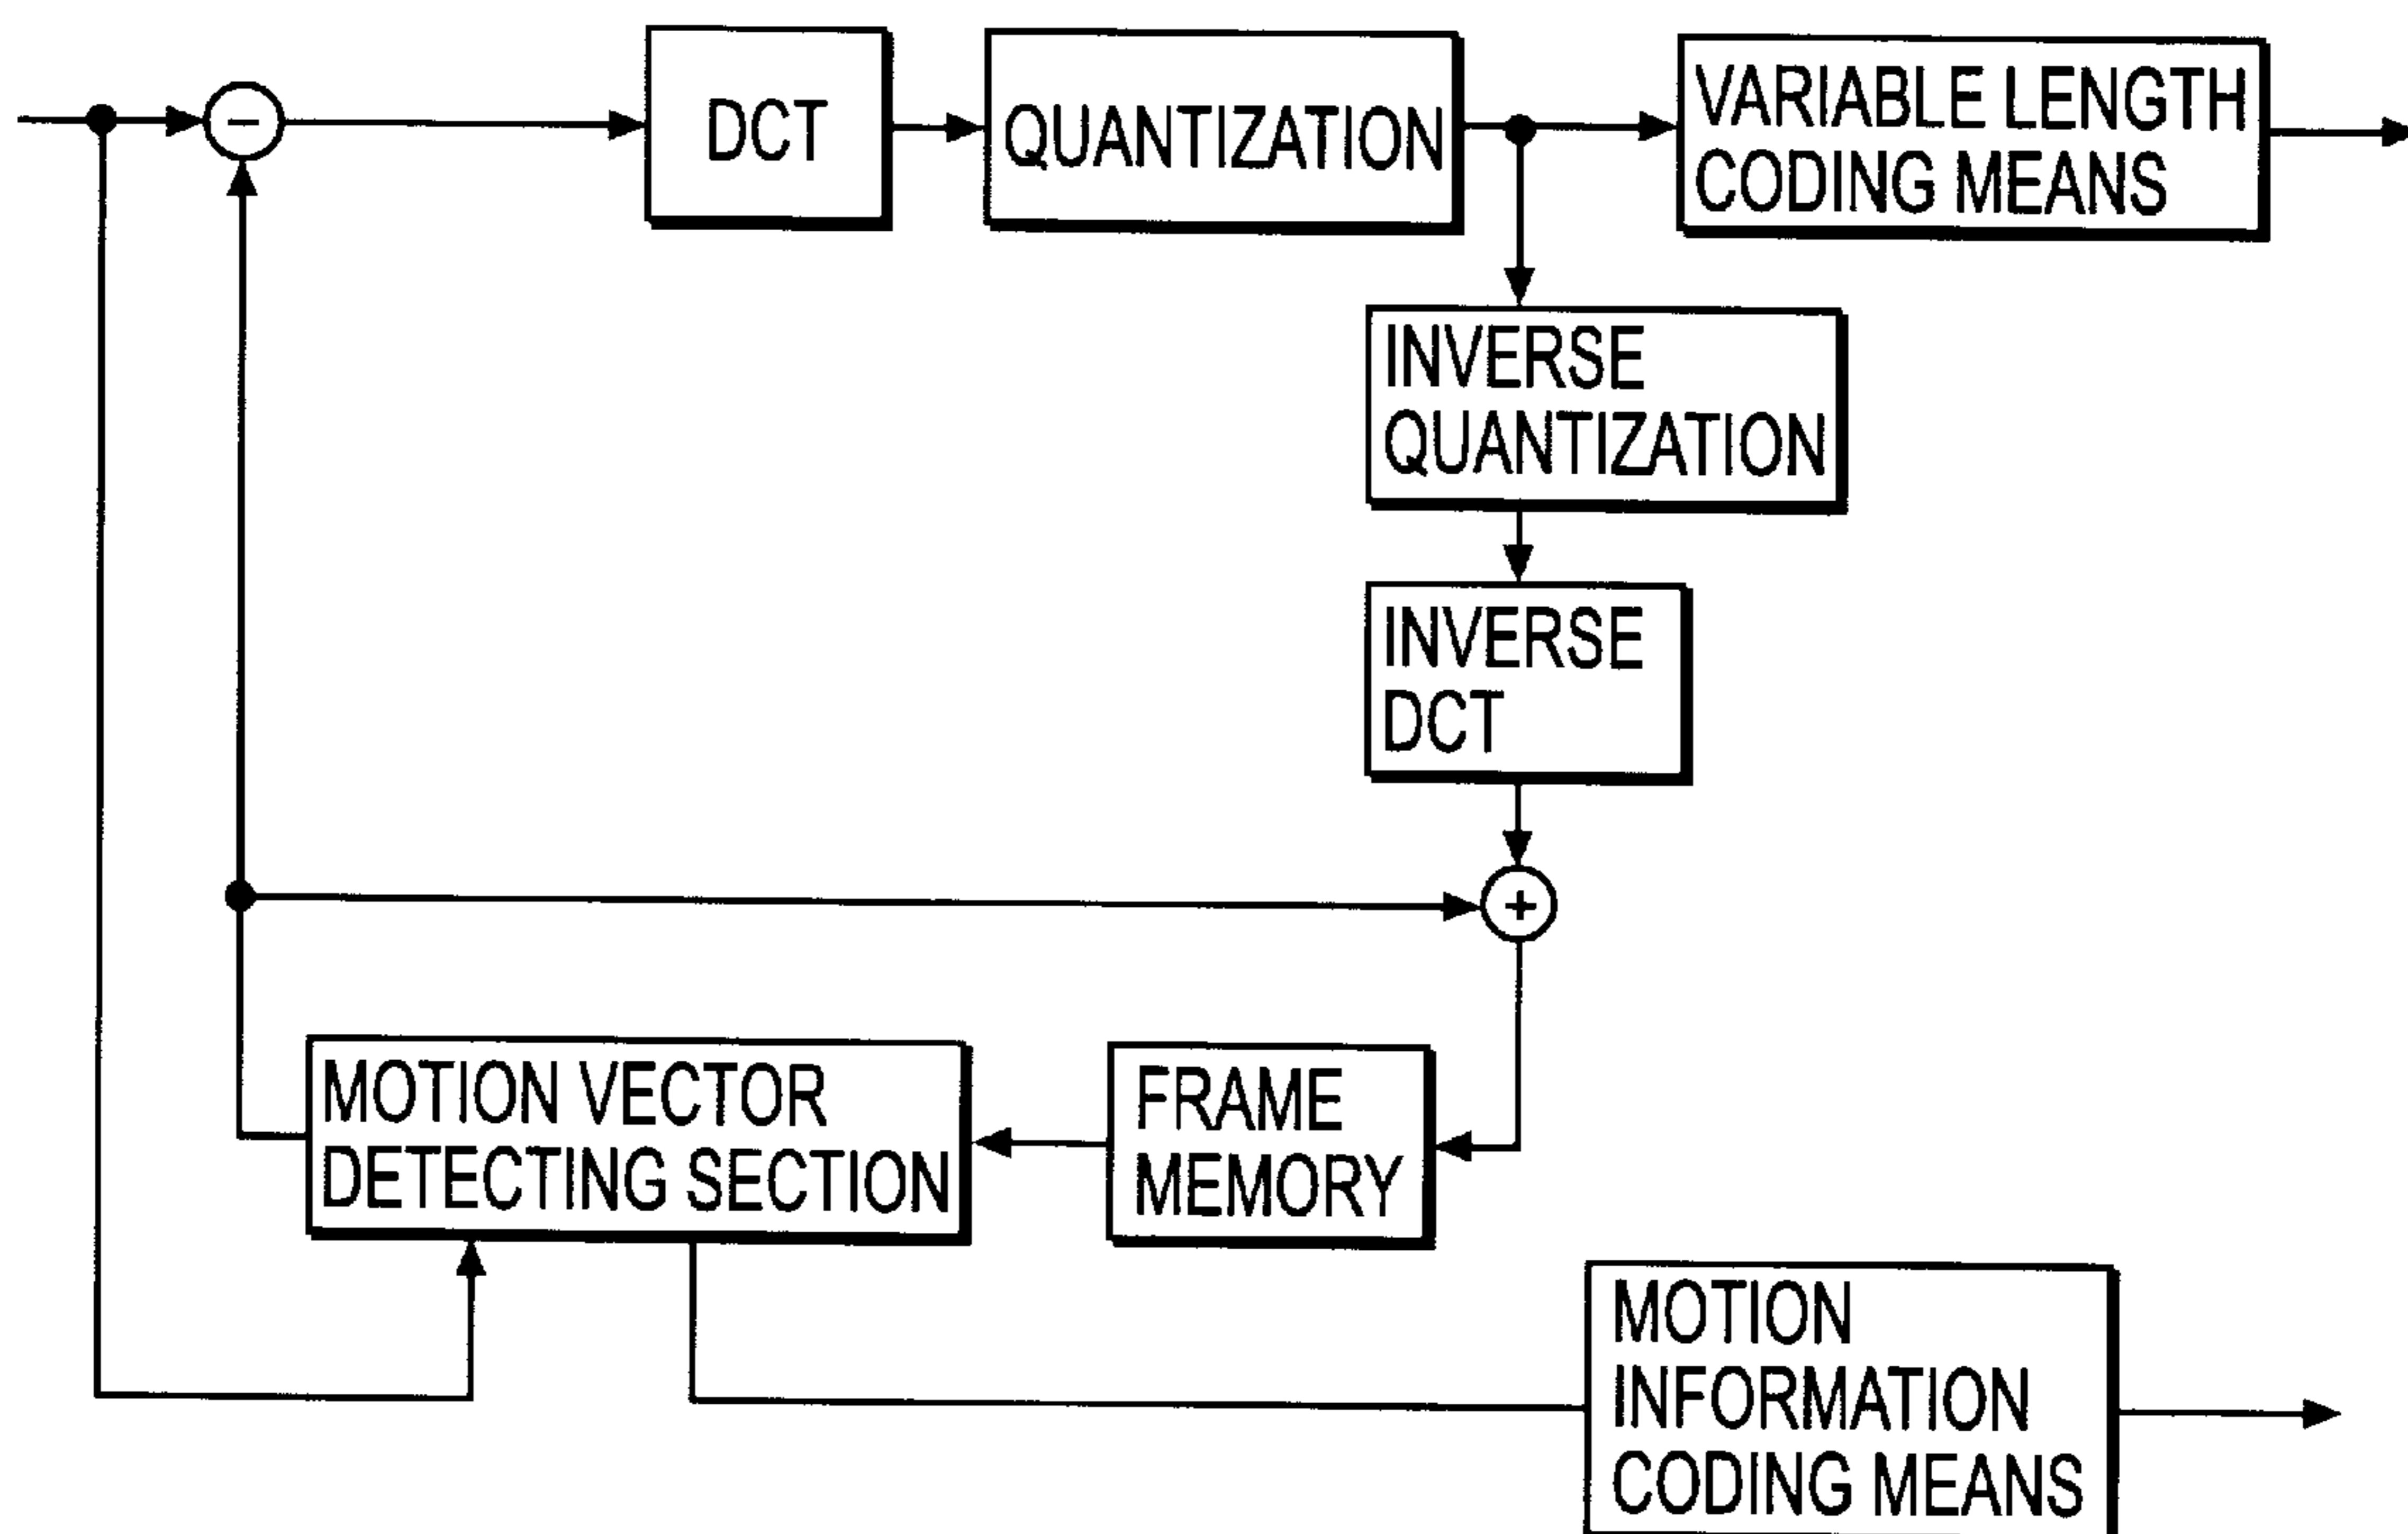 −
DCT
QUANTIZATION
VARIABLE LENGTH
CODING MEANS
INVERSE
QUANTIZATION
INVERSE
DCT
+
MOTION VECTOR
DETECTING SECTION
FRAME
MEMORY
MOTION
INFORMATION
CODING MEANS